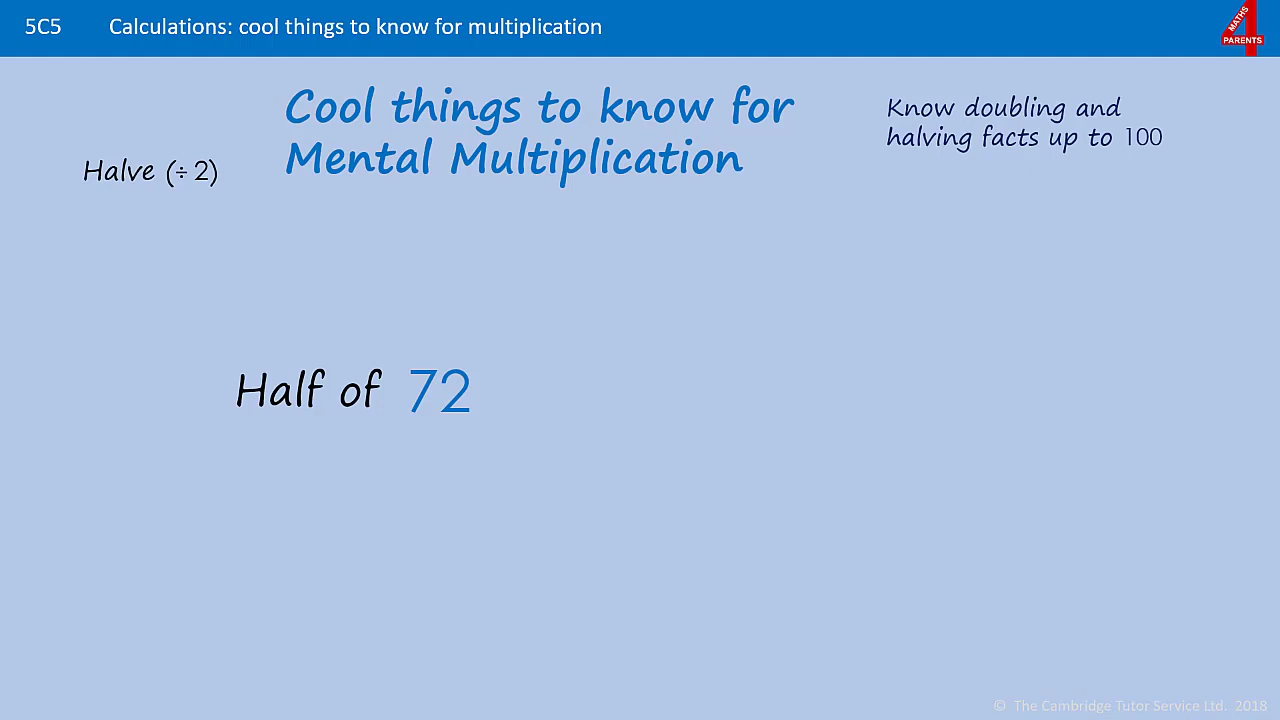 5C5 Calculations: cool things to know for multiplication
MATHS
4
PARENTS
Cool things to know for
Mental Multiplication
Know doubling and
halving facts up to 100
Halve (÷ 2)
Half of 72
© The Cambridge Tutor Service Ltd. 2018